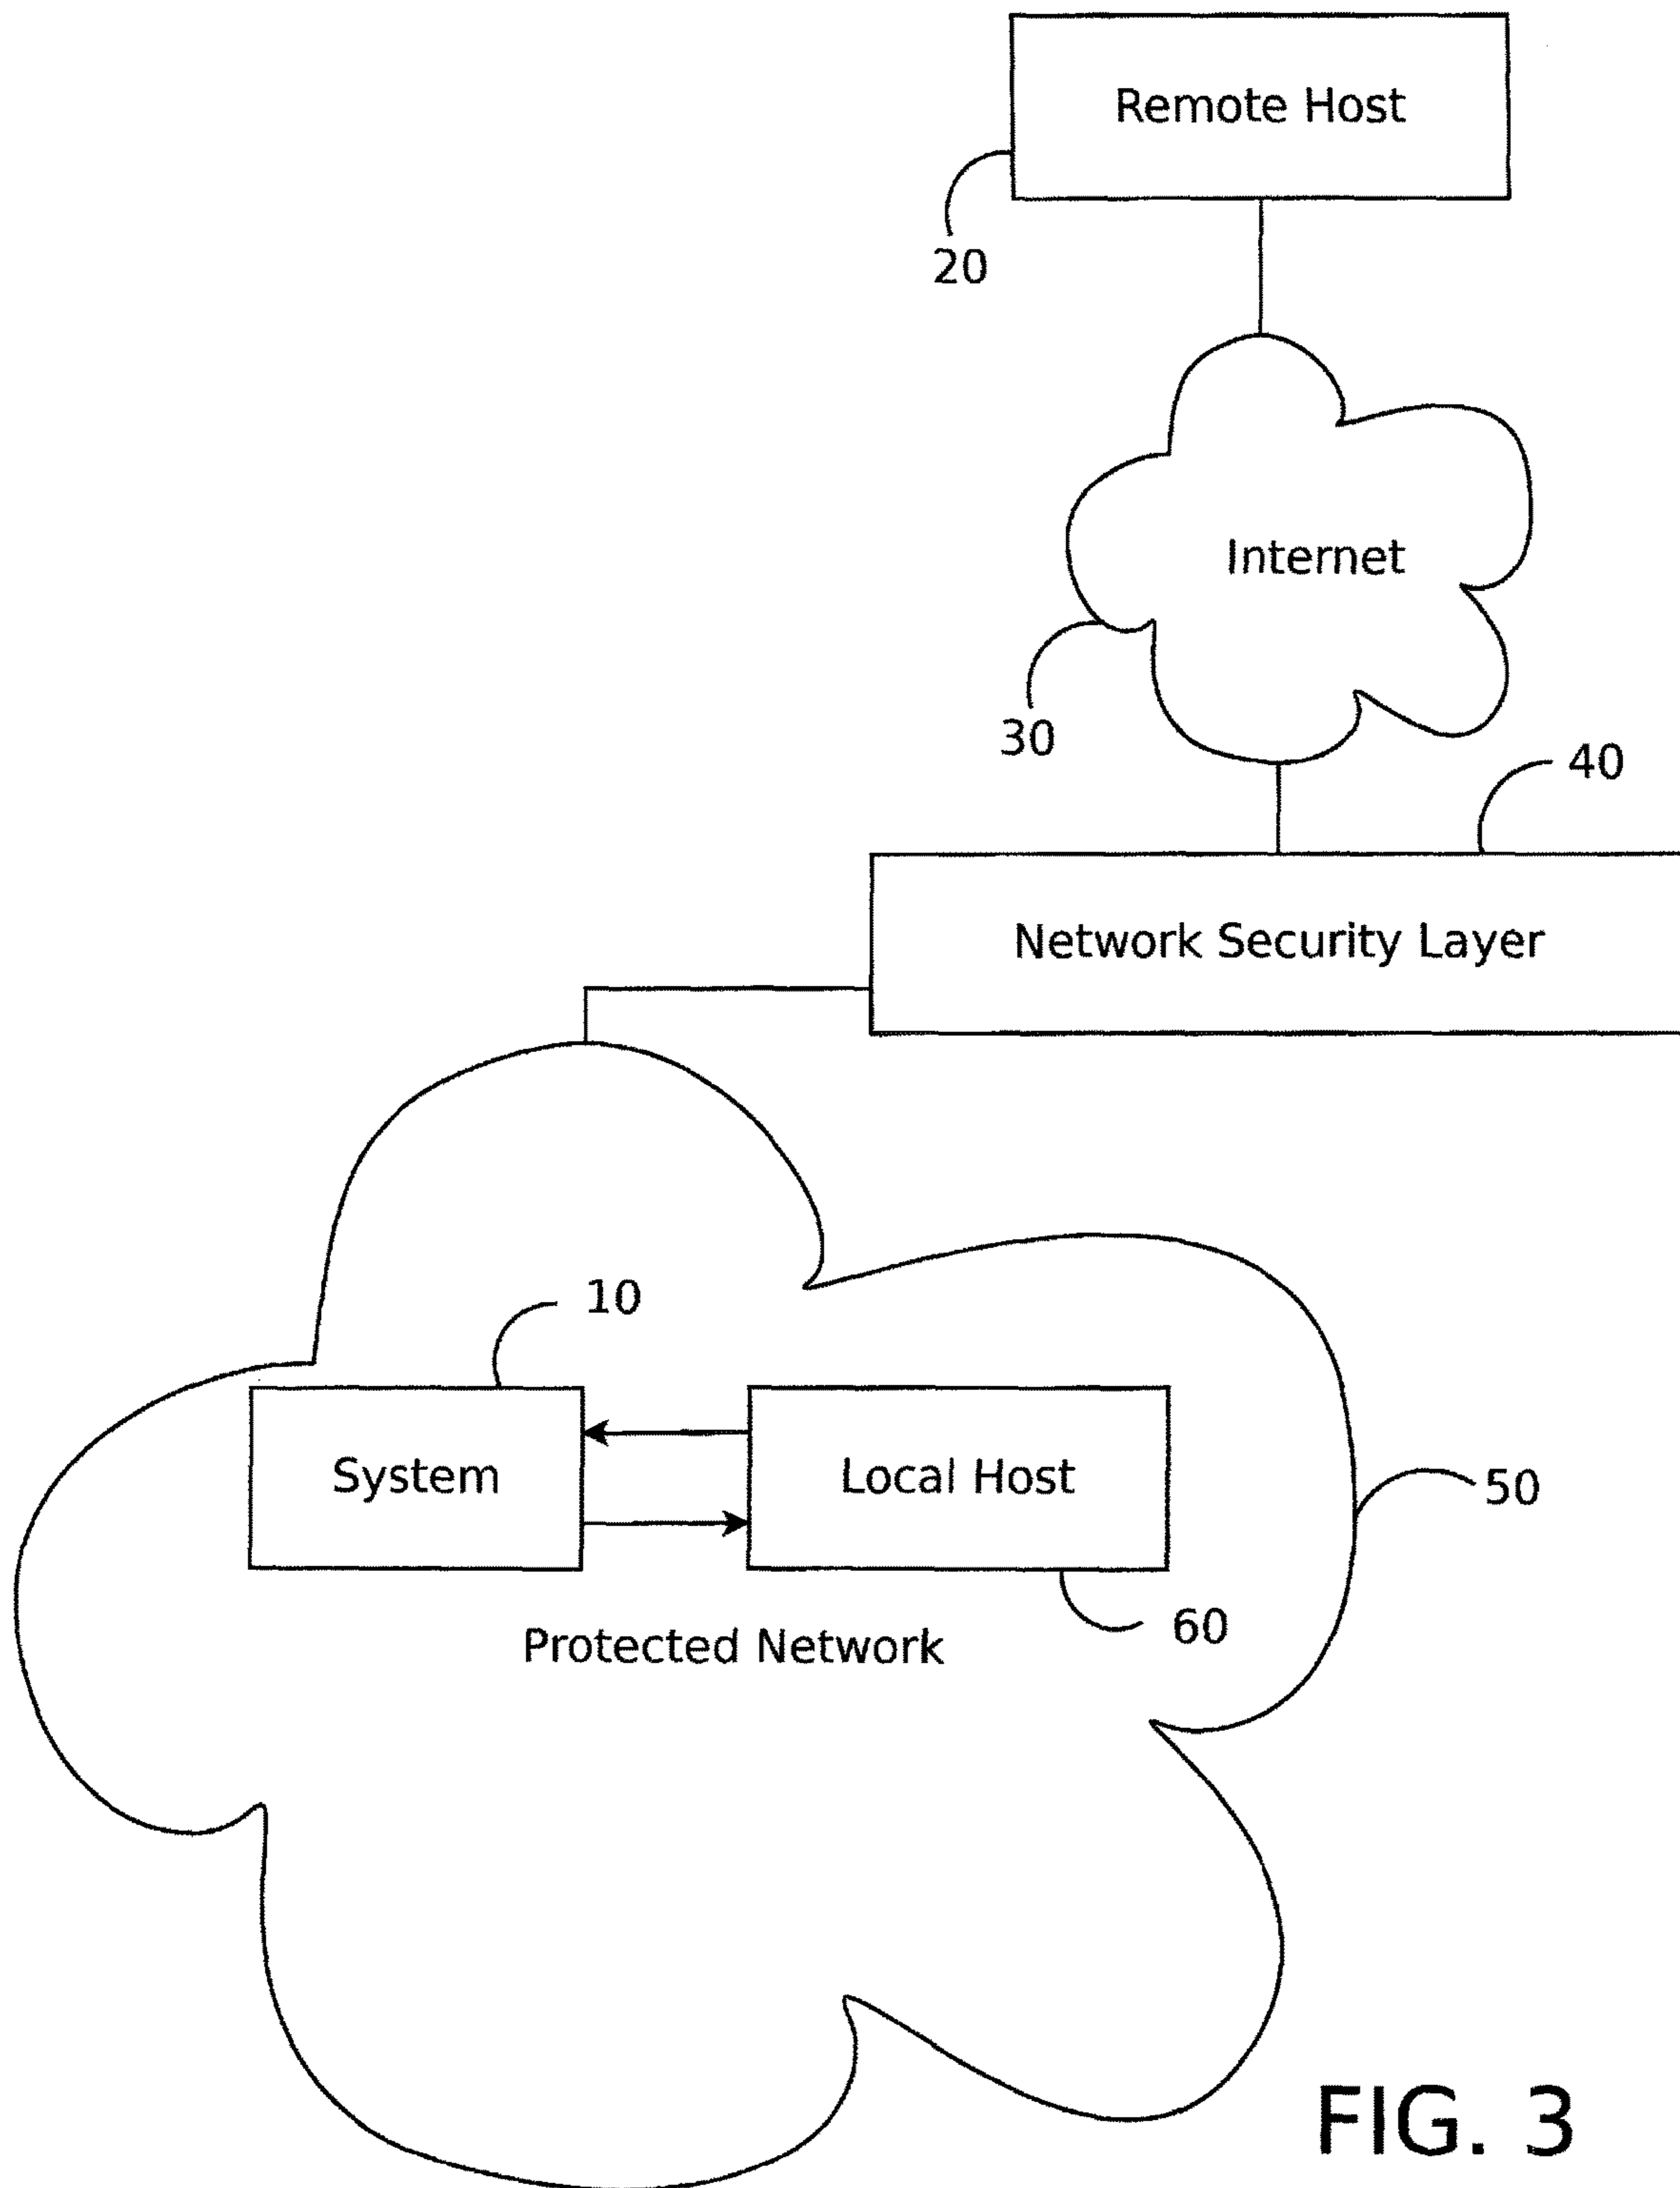 Remote Host
20
Internet
30
40
Network Security Layer
10
System
Local Host
50
60
Protected Network
FIG. 3